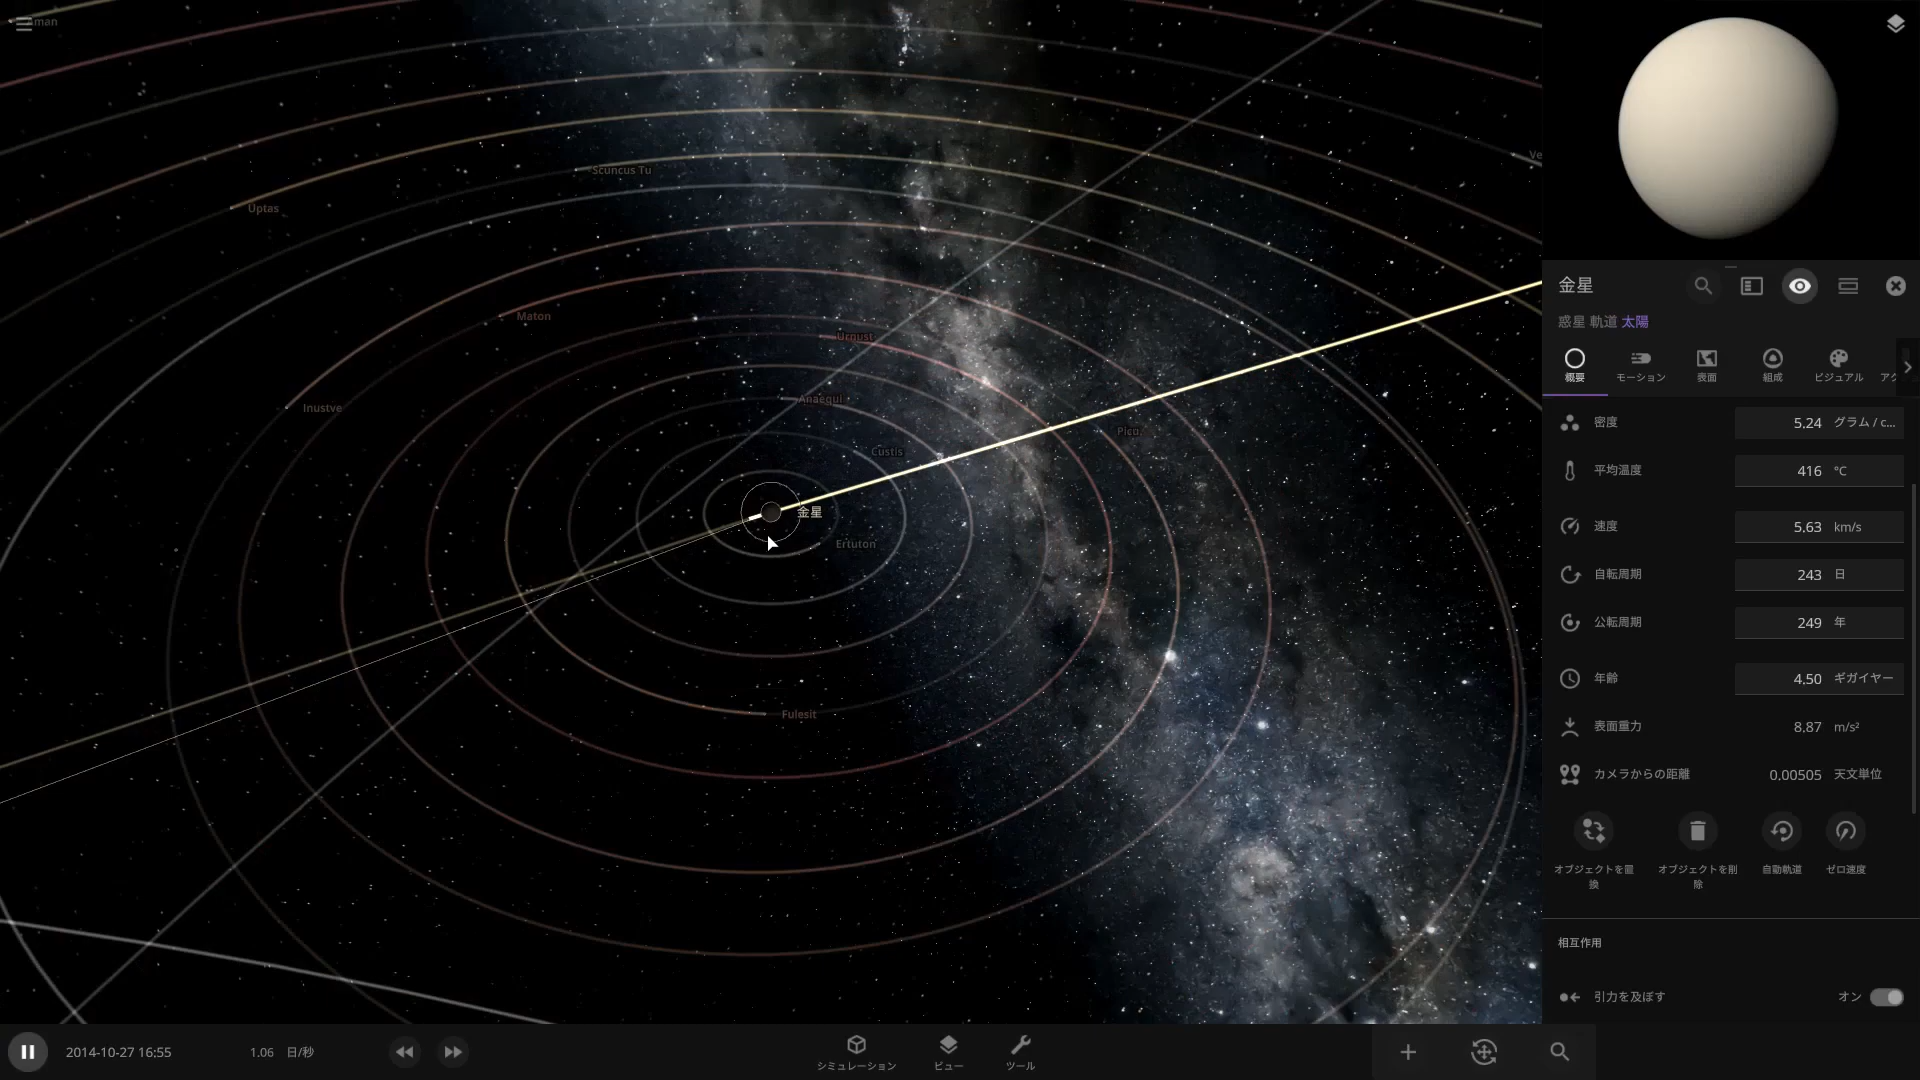 Scuncus Tu
Uptas
Maton
Urnust
Inustve
Anaequi
Picu
Custis
金星
Ertuton
Fulesit
金星
惑星 軌道 太陽
概要 モーション 表面 組成 ビジュアル
密度 5.24 グラム / c...
平均温度 416 °C
速度 5.63 km/s
自転周期 243 日
公転周期 249 年
年齢 4.50 ギガイヤー
表面重力 8.87 m/s²
カメラからの距離 0.00505 天文単位
オブジェクトを置換 オブジェクトを削除 自動軌道 ゼロ速度
相互作用
引力を及ぼす オン
2014-10-27 16:55 1.06 日/秒 シミュレーション ビュー ツール